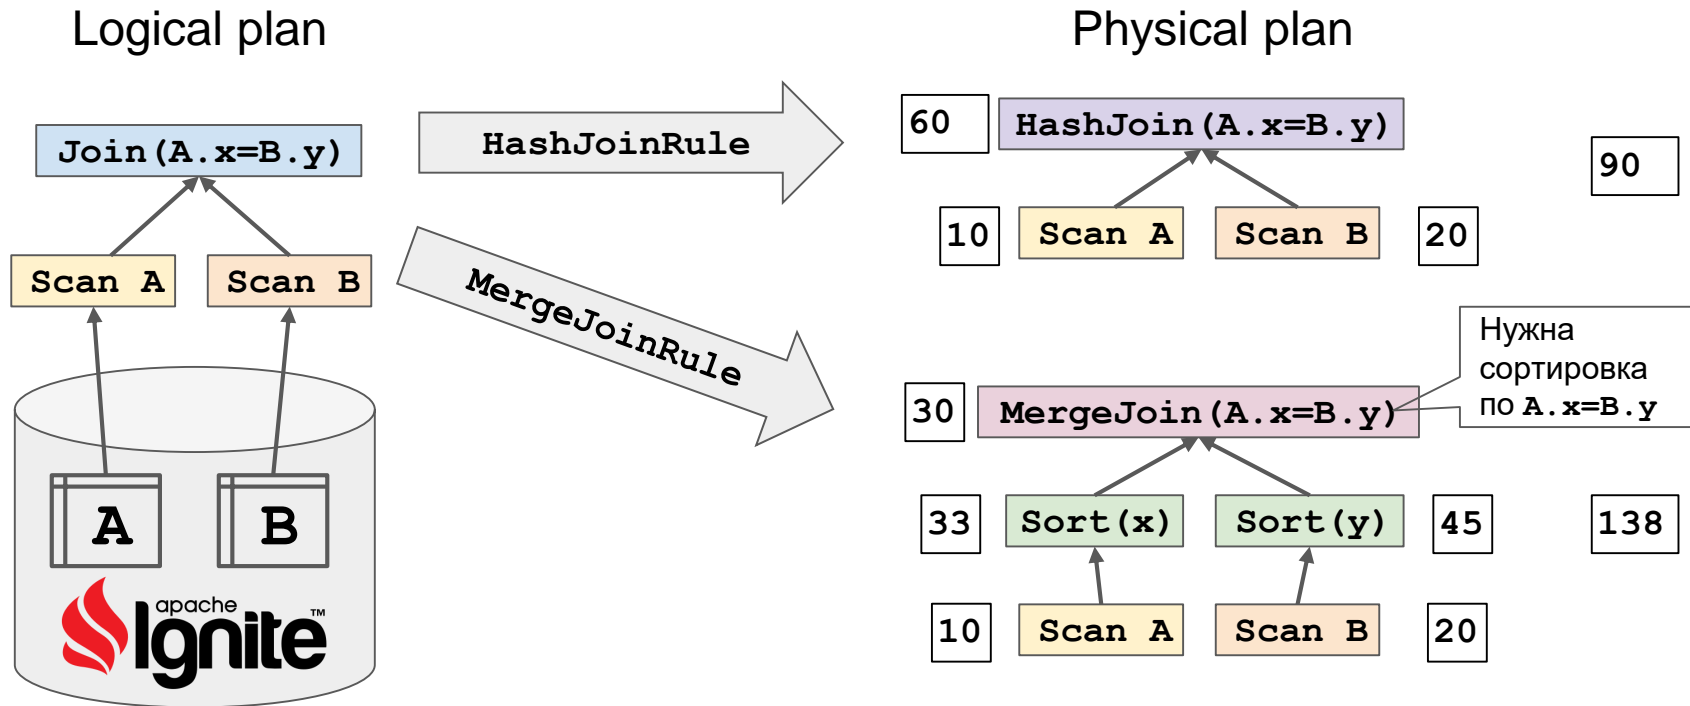 Logical plan
Physical plan
Join(A.x=B.y)
Scan A
Scan B
A
B
apache
Ignite™
HashJoinRule
MergeJoinRule
60
HashJoin(A.x=B.y)
90
10
Scan A
Scan B
20
Нужна
сортировка
по A.x=B.y
30
MergeJoin(A.x=B.y)
33
Sort(x)
Sort(y)
45
138
10
Scan A
Scan B
20